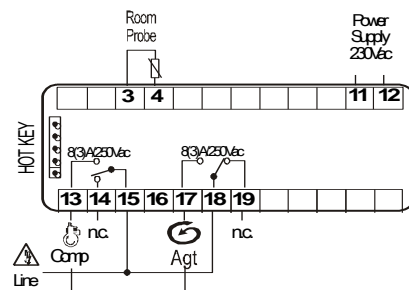 Room
Probe
Power
Supply
230Vac
3 4 11 12
HOT KEY
8(3)A/250Vac 8(3)A/250Vac
13 14 15 16 17 18 19
Comp n.c. Agt n.c.
Line